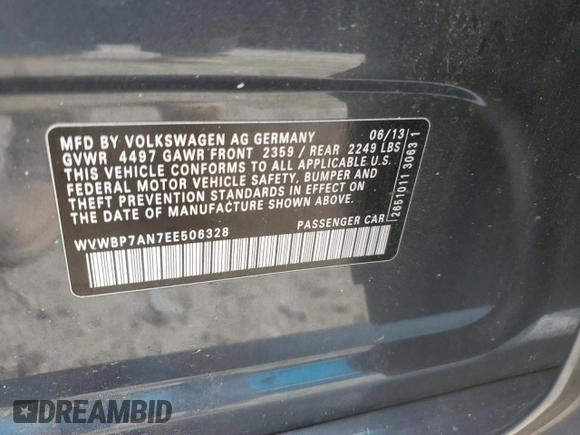 MFD BY VOLKSWAGEN AG GERMANY 06/13
GVWR 4497 GAWR FRONT 2359 / REAR 2249 LBS
THIS VEHICLE CONFORMS TO ALL APPLICABLE U.S.
FEDERAL MOTOR VEHICLE SAFETY, BUMPER AND
THEFT PREVENTION STANDARDS IN EFFECT ON
THE DATE OF MANUFACTURE SHOWN ABOVE.
WVWBP7AN7EE506328 PASSENGER CAR
2651011 3063 1
DREAMBID